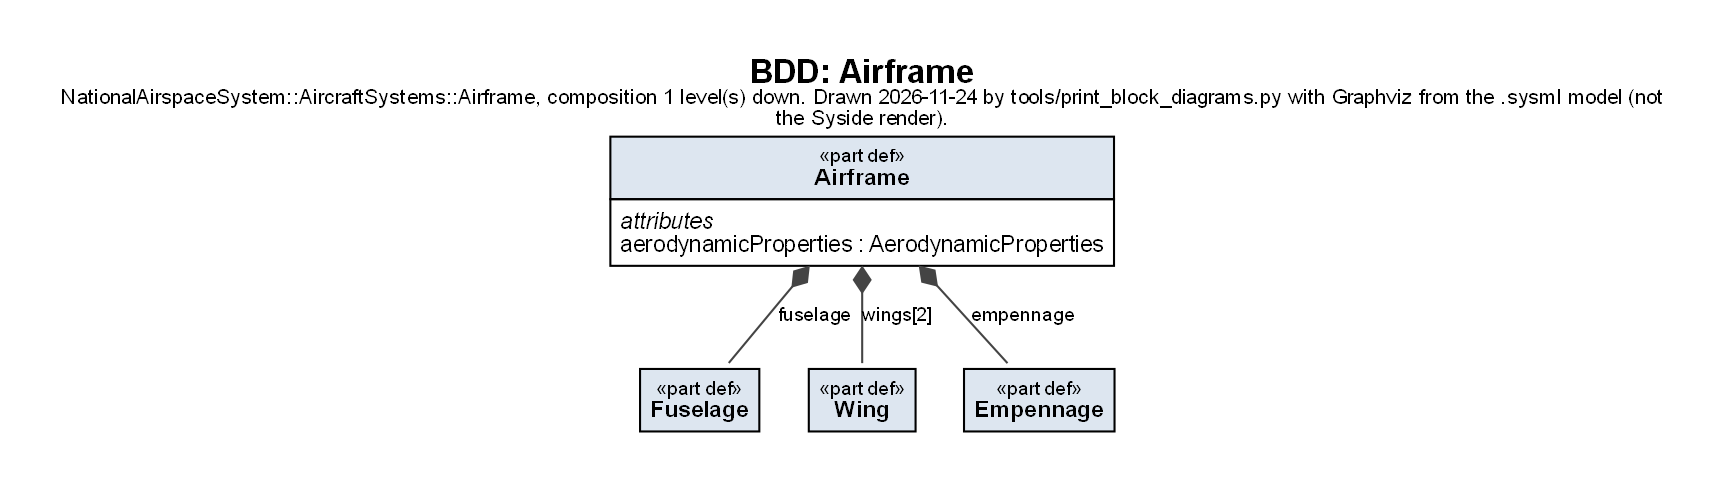 BDD: Airframe
NationalAirspaceSystem::AircraftSystems::Airframe, composition 1 level(s) down. Drawn 2026-11-24 by tools/print_block_diagrams.py with Graphviz from the .sysml model (not
the Syside render).
«part def»
Airframe
attributes
aerodynamicProperties : AerodynamicProperties
fuselage
wings[2]
empennage
«part def»
Fuselage
«part def»
Wing
«part def»
Empennage